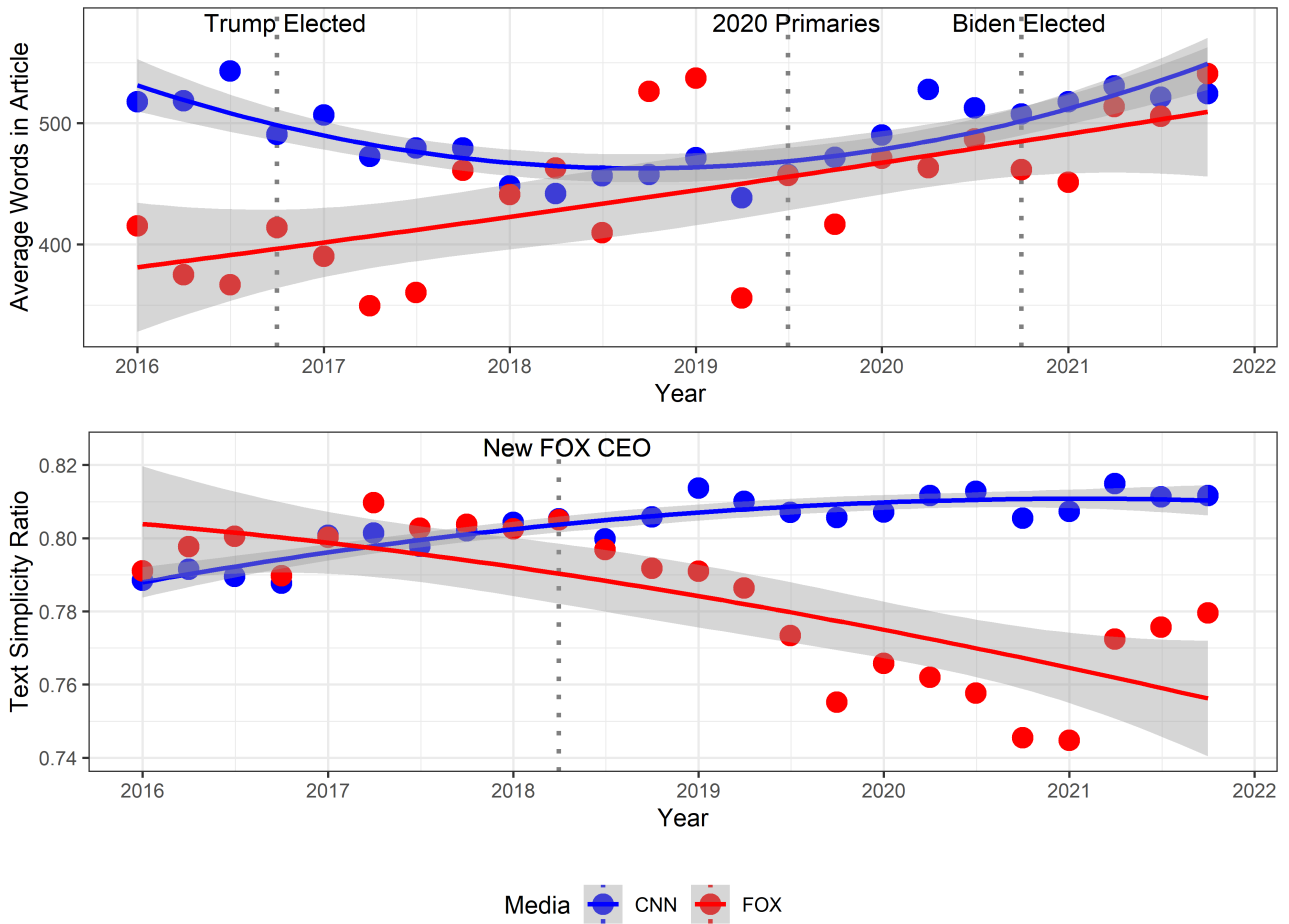 Trump Elected 2020 Primaries Biden Elected
500
400
Average Words in Article
2016 2017 2018 2019 2020 2021 2022
Year
New FOX CEO
0.82
0.80
0.78
0.76
0.74
Text Simplicity Ratio
2016 2017 2018 2019 2020 2021 2022
Year
Media CNN FOX